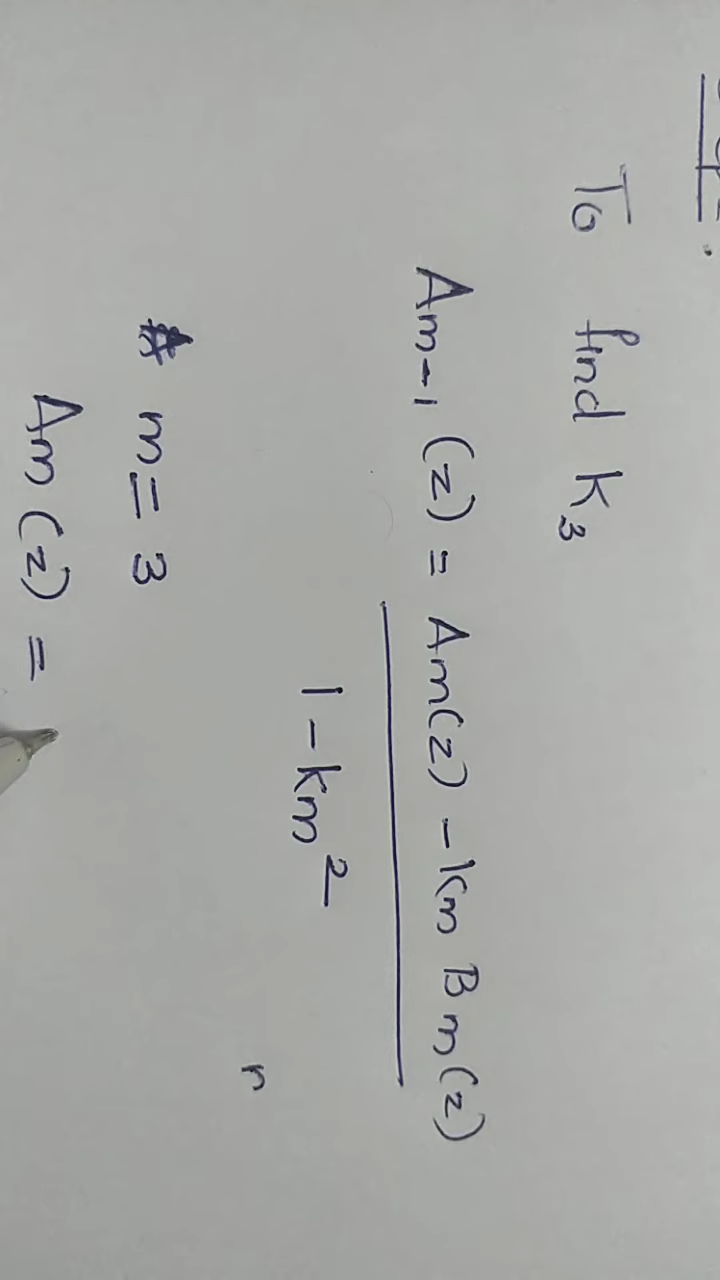 To find K₃
Am-1 (z) = Am(z) - Km Bm(z)
1 - km²
n
m = 3
Am (z) =